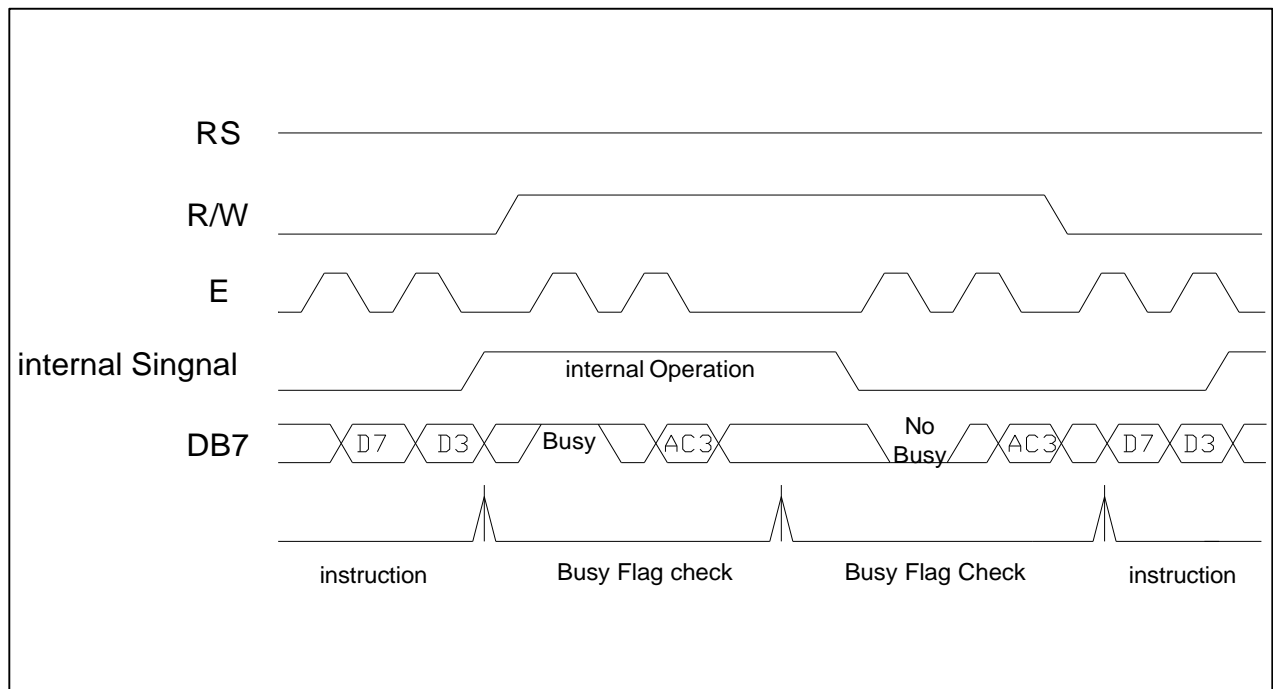 RS
R/W
E
internal Singnal
internal Operation
DB7
D7
D3
Busy
AC3
No
Busy
AC3
D7
D3
instruction
Busy Flag check
Busy Flag Check
instruction